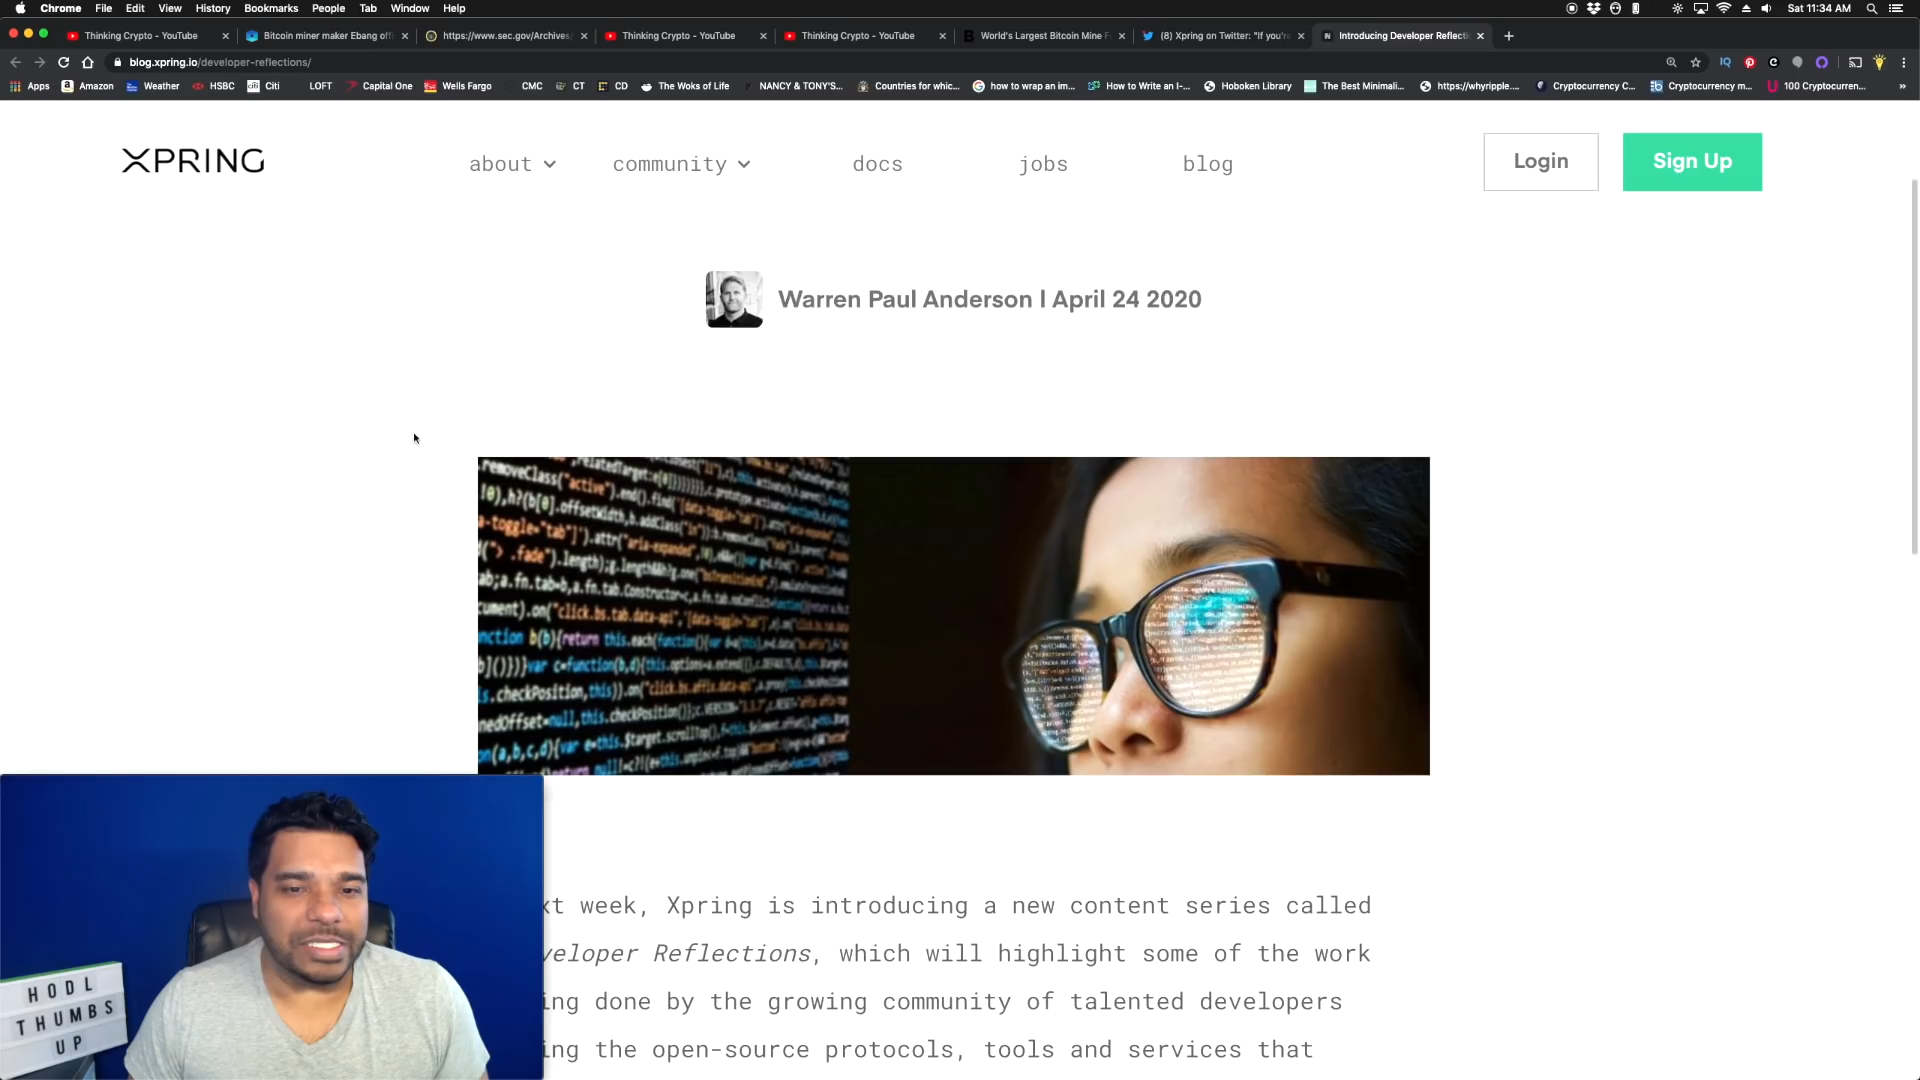 Chrome File Edit View History Bookmarks People Tab Window Help Sat 11:34 AM
Thinking Crypto - YouTube Bitcoin miner maker Ebang offi https://www.sec.gov/Archives Thinking Crypto - YouTube Thinking Crypto - YouTube World's Largest Bitcoin Mine F (8) Xpring on Twitter: "If you're Introducing Developer Reflecti
blog.xpring.io/developer-reflections/
Apps Amazon Weather HSBC Citi LOFT Capital One Wells Fargo CMC CT CD The Woks of Life NANCY & TONY'S... Countries for whic... how to wrap an im... How to Write an I-... Hoboken Library The Best Minimali... https://whyripple.... Cryptocurrency C... Cryptocurrency m... 100 Cryptocurren...
XPRING about community docs jobs blog Login Sign Up
Warren Paul Anderson | April 24 2020
xt week, Xpring is introducing a new content series called
veloper Reflections, which will highlight some of the work
ing done by the growing community of talented developers
ing the open-source protocols, tools and services that
HODL
THUMBS
UP